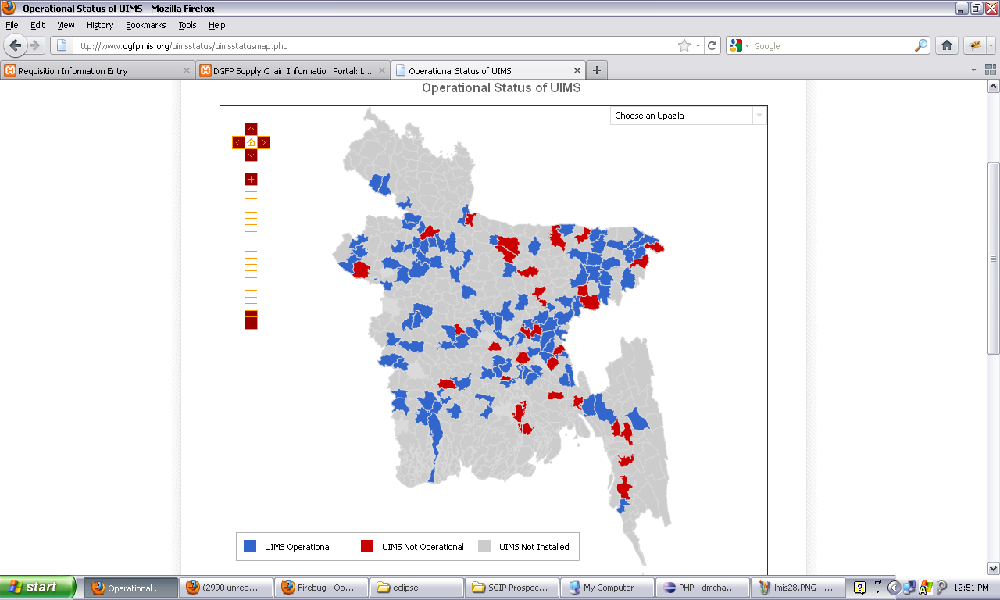 Operational Status of UIMS - Mozilla Firefox
File Edit View History Bookmarks Tools Help
http://www.dgfplmis.org/uimsstatus/uimsstatusmap.php
Google
Requisition Information Entry
DGFP Supply Chain Information Portal: L...
Operational Status of UIMS
Operational Status of UIMS
Choose an Upazila
UIMS Operational
UIMS Not Operational
UIMS Not Installed
start
Operational ...
(2990 unrea...
Firebug - Op...
eclipse
SCIP Prospec...
My Computer
PHP - dmcha...
lmis28.PNG - ...
12:51 PM